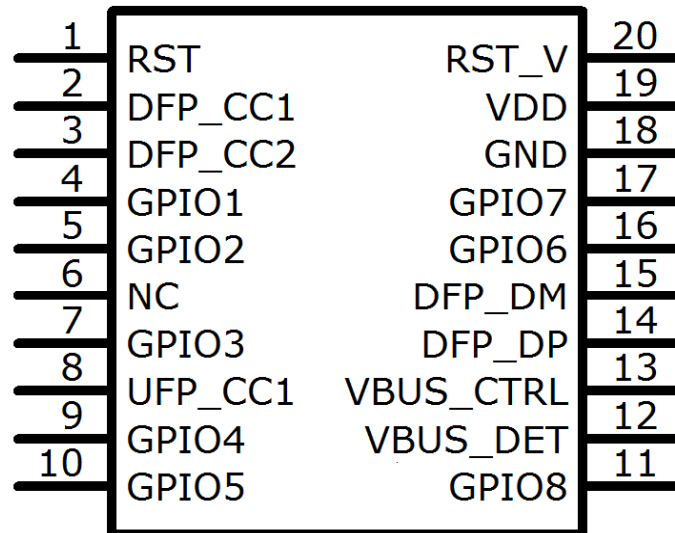 1 RST RST_V 20
2 DFP_CC1 VDD 19
3 DFP_CC2 GND 18
4 GPIO1 GPIO7 17
5 GPIO2 GPIO6 16
6 NC DFP_DM 15
7 GPIO3 DFP_DP 14
8 UFP_CC1 VBUS_CTRL 13
9 GPIO4 VBUS_DET 12
10 GPIO5 GPIO8 11